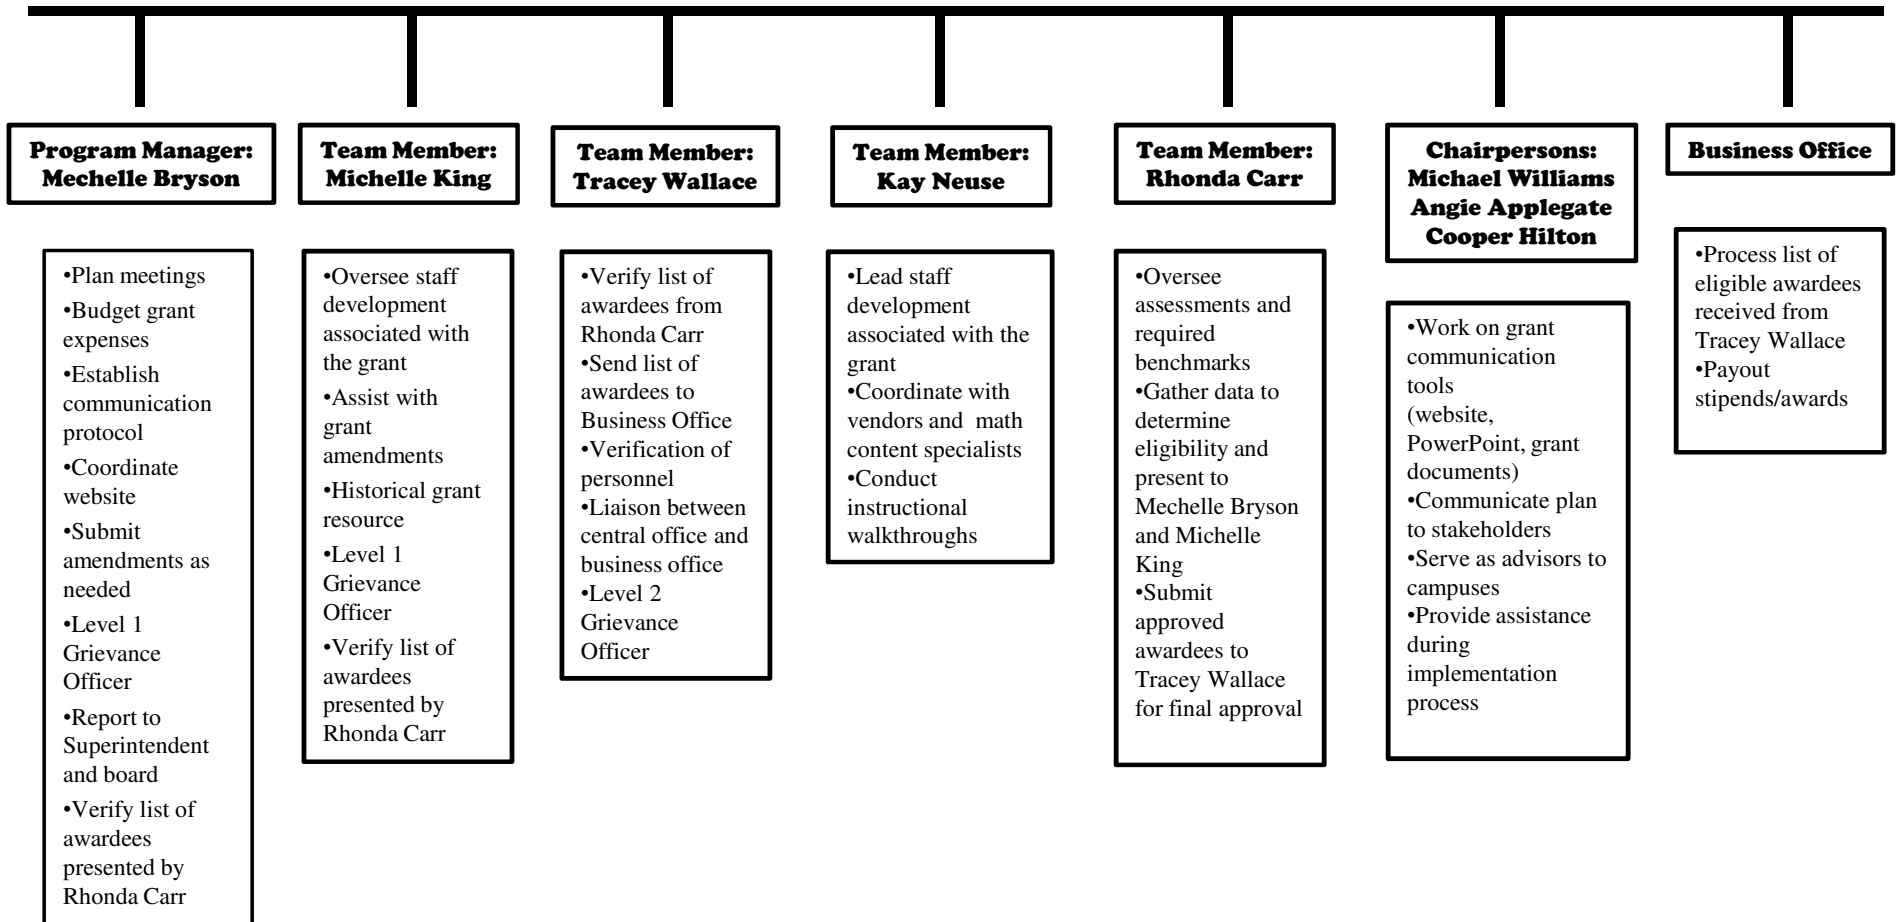 Program Manager:
Mechelle Bryson
•Plan meetings
•Budget grant
expenses
•Establish
communication
protocol
•Coordinate
website
•Submit
amendments as
needed
•Level 1
Grievance
Officer
•Report to
Superintendent
and board
•Verify list of
awardees
presented by
Rhonda Carr
Team Member:
Michelle King
•Oversee staff
development
associated with
the grant
•Assist with
grant
amendments
•Historical grant
resource
•Level 1
Grievance
Officer
•Verify list of
awardees
presented by
Rhonda Carr
Team Member:
Tracey Wallace
•Verify list of
awardees from
Rhonda Carr
•Send list of
awardees to
Business Office
•Verification of
personnel
•Liaison between
central office and
business office
•Level 2
Grievance
Officer
Team Member:
Kay Neuse
•Lead staff
development
associated with the
grant
•Coordinate with
vendors and  math
content specialists
•Conduct
instructional
walkthroughs
Team Member:
Rhonda Carr
•Oversee
assessments and
required
benchmarks
•Gather data to
determine
eligibility and
present to
Mechelle Bryson
and Michelle
King
•Submit
approved
awardees to
Tracey Wallace
for final approval
Chairpersons:
Michael Williams
Angie Applegate
Cooper Hilton
•Work on grant
communication
tools
(website,
PowerPoint, grant
documents)
•Communicate plan
to stakeholders
•Serve as advisors to
campuses
•Provide assistance
during
implementation
process
Business Office
•Process list of
eligible awardees
received from
Tracey Wallace
•Payout
stipends/awards